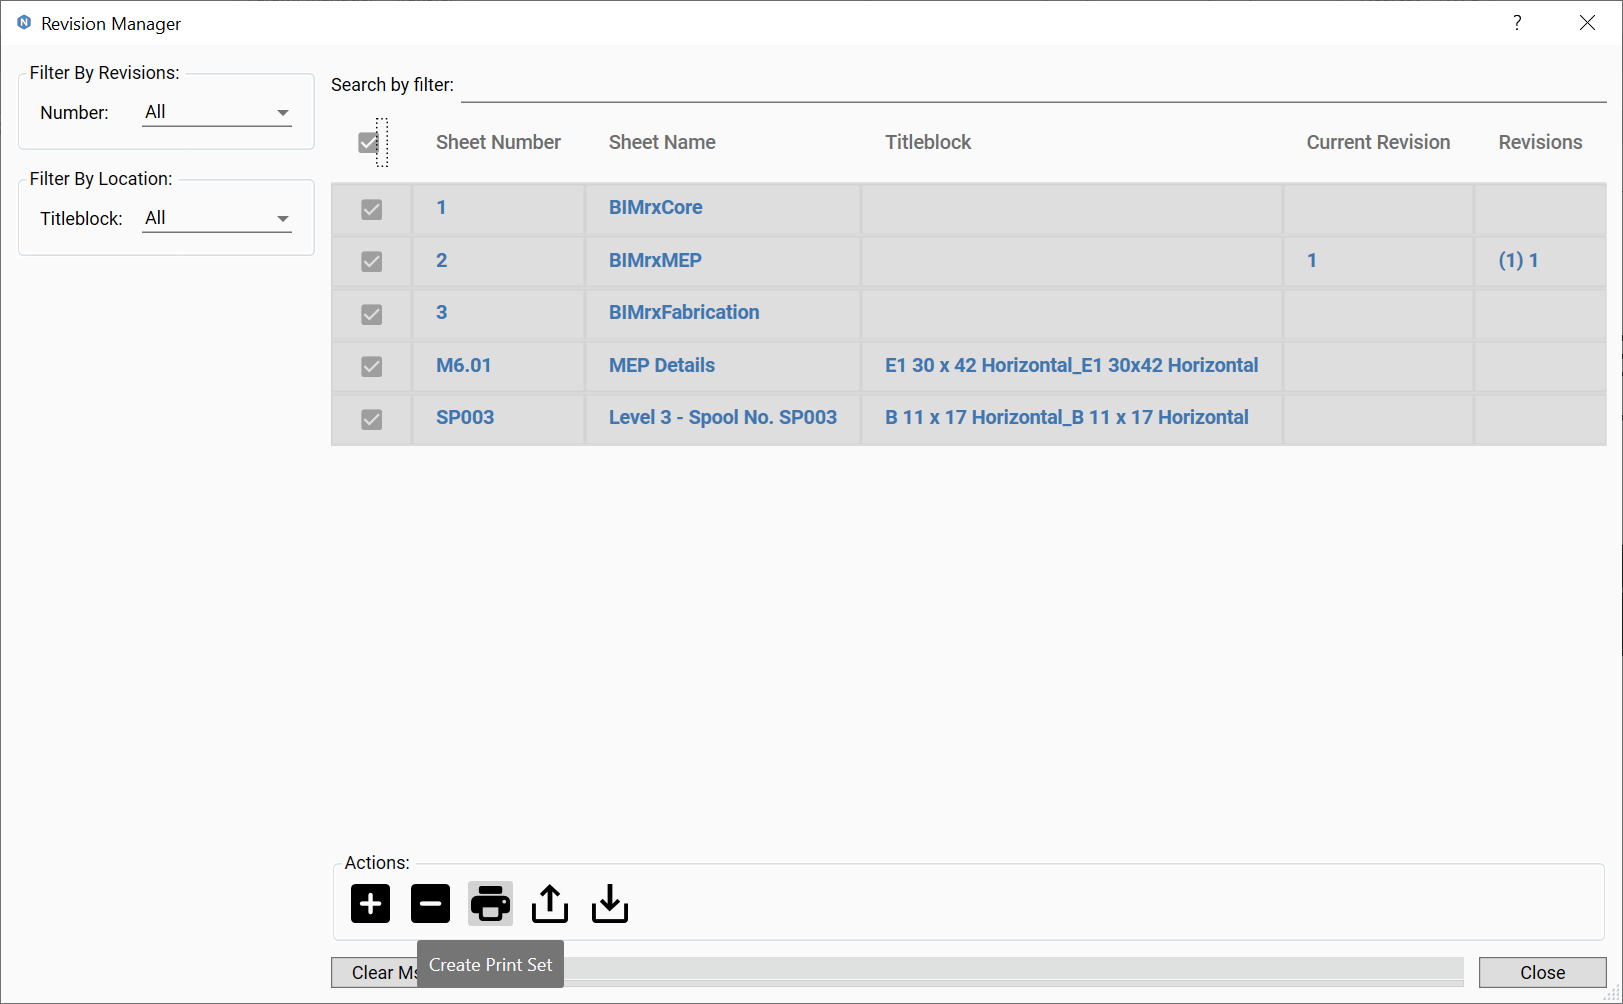 Revision Manager
?
Filter By Revisions:
Number: All
Filter By Location:
Titleblock: All
Search by filter:
Sheet Number Sheet Name Titleblock Current Revision Revisions
1 BIMrxCore
2 BIMrxMEP 1 (1) 1
3 BIMrxFabrication
M6.01 MEP Details E1 30 x 42 Horizontal_E1 30x42 Horizontal
SP003 Level 3 - Spool No. SP003 B 11 x 17 Horizontal_B 11 x 17 Horizontal
Actions:
Create Print Set
Clear Ms
Close